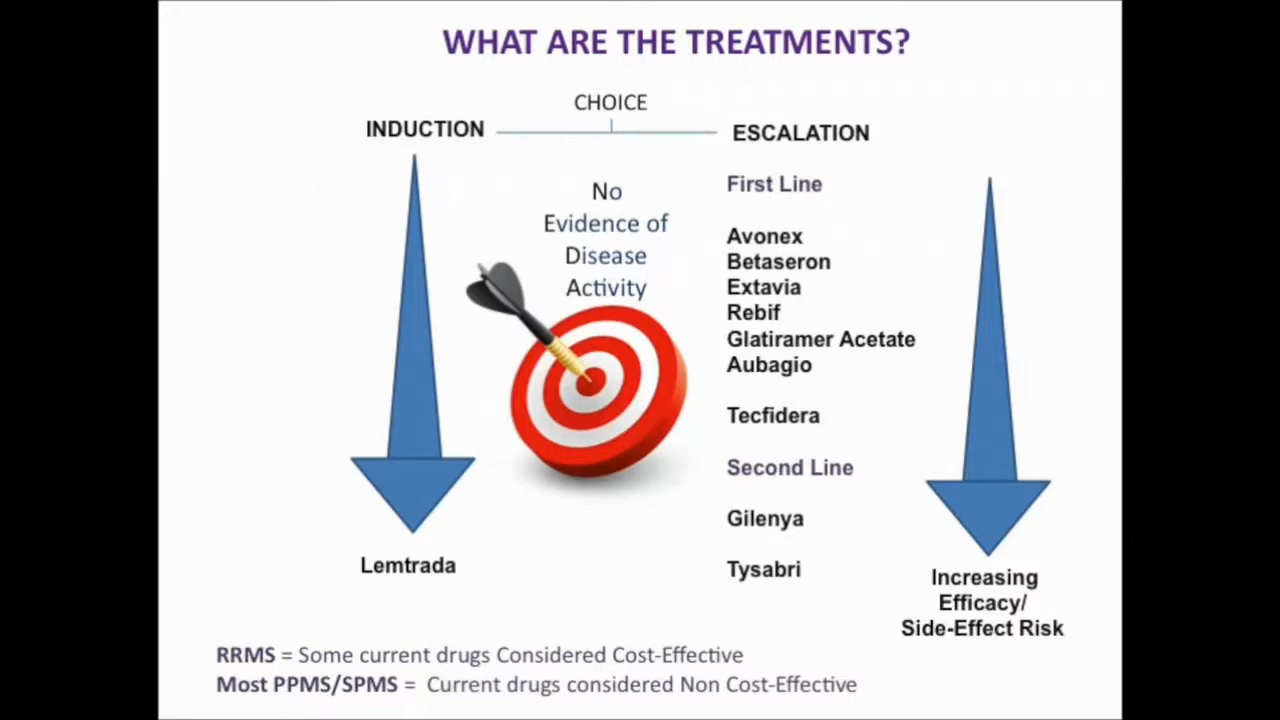 WHAT ARE THE TREATMENTS?
CHOICE
INDUCTION
ESCALATION
No
Evidence of
Disease
Activity
First Line
Avonex
Betaseron
Extavia
Rebif
Glatiramer Acetate
Aubagio
Tecfidera
Second Line
Gilenya
Tysabri
Lemtrada
Increasing
Efficacy/
Side-Effect Risk
RRMS = Some current drugs Considered Cost-Effective
Most PPMS/SPMS = Current drugs considered Non Cost-Effective